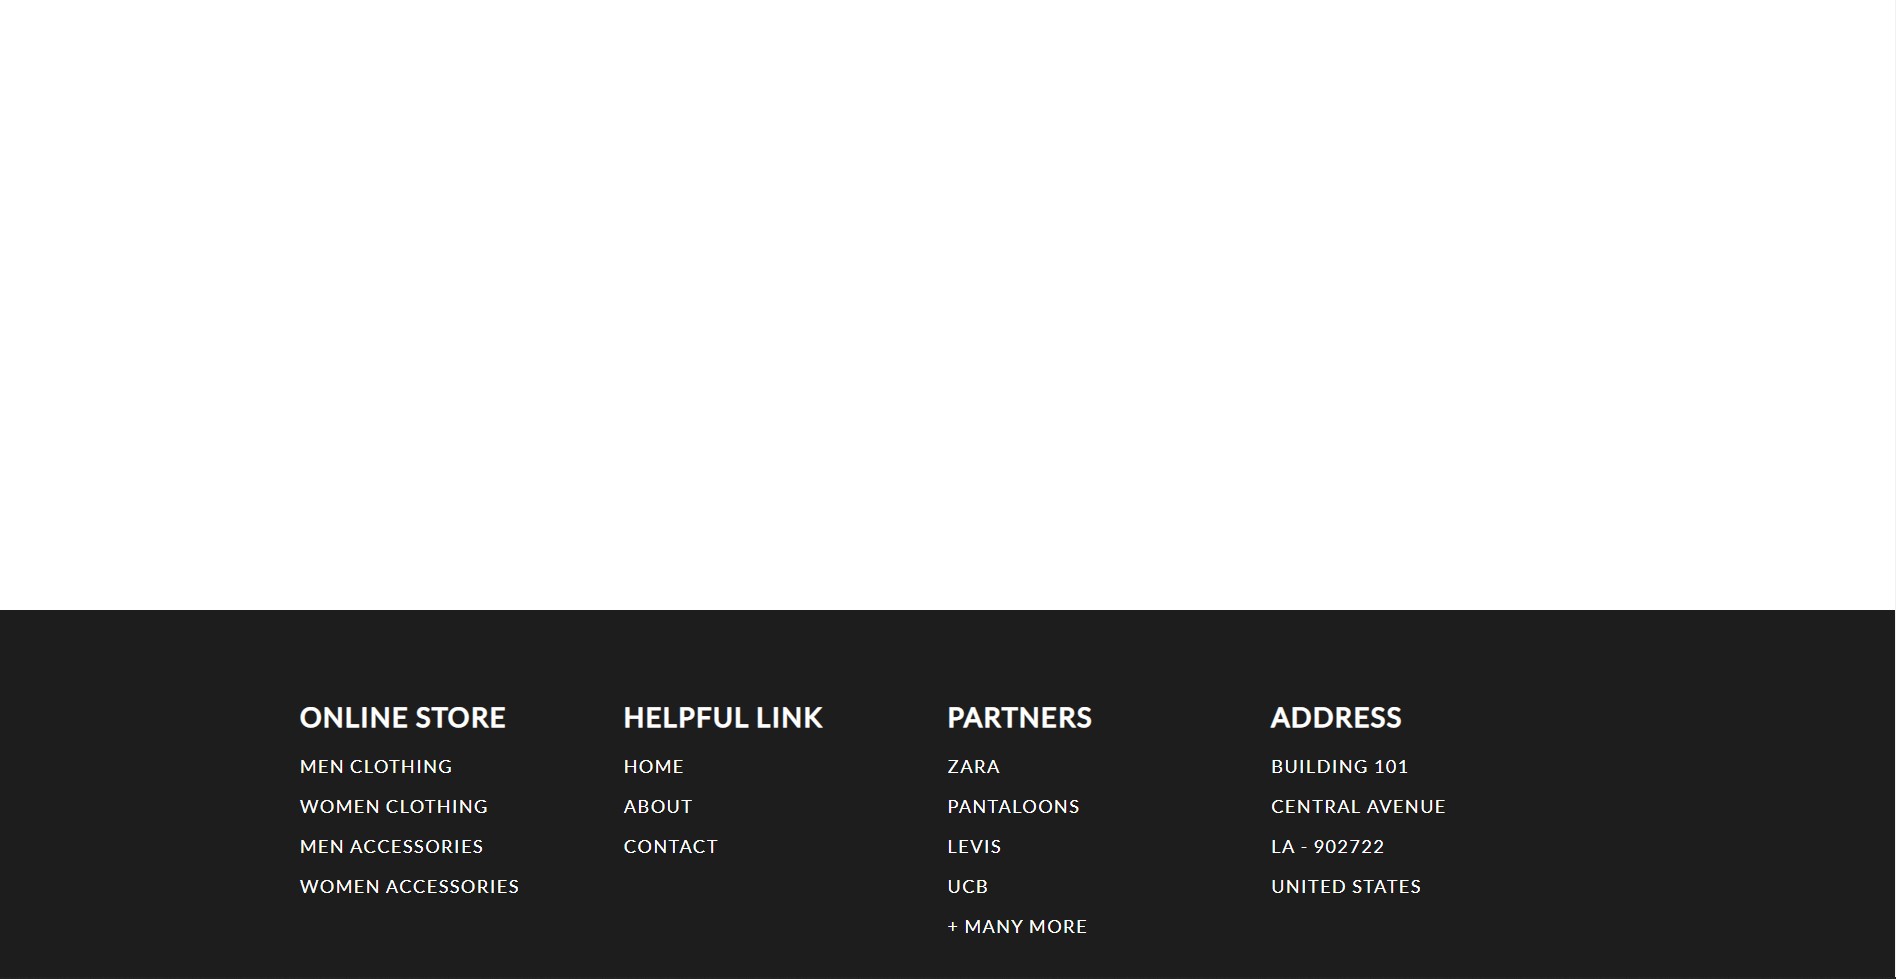 ONLINE STORE
MEN CLOTHING
WOMEN CLOTHING
MEN ACCESSORIES
WOMEN ACCESSORIES
HELPFUL LINK
HOME
ABOUT
CONTACT
PARTNERS
ZARA
PANTALOONS
LEVIS
UCB
+ MANY MORE
ADDRESS
BUILDING 101
CENTRAL AVENUE
LA - 902722
UNITED STATES